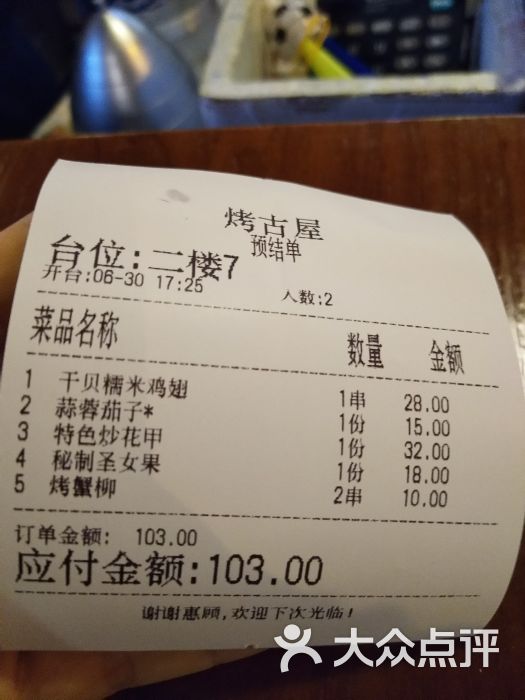 烤古屋
预结单
台位:二楼7
开台:06-30 17:25 人数:2
菜品名称 数量 金额
1 干贝糯米鸡翅 1串 28.00
2 蒜蓉茄子* 1份 15.00
3 特色炒花甲 1份 32.00
4 秘制圣女果 1份 18.00
5 烤蟹柳 2串 10.00
订单金额: 103.00
应付金额:103.00
谢谢惠顾,欢迎下次光临!
大众点评